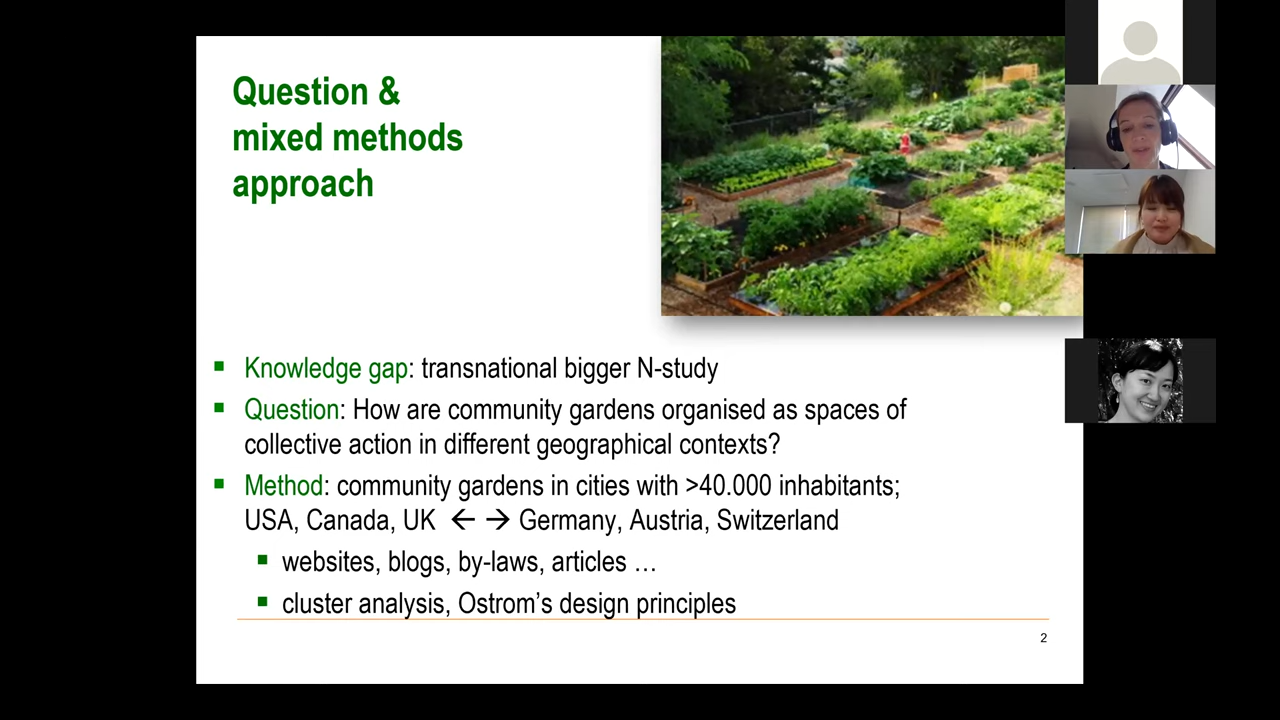 Question &
mixed methods
approach
▪ Knowledge gap: transnational bigger N-study
▪ Question: How are community gardens organised as spaces of
collective action in different geographical contexts?
▪ Method: community gardens in cities with >40.000 inhabitants;
USA, Canada, UK ← → Germany, Austria, Switzerland
▪ websites, blogs, by-laws, articles …
▪ cluster analysis, Ostrom’s design principles
2